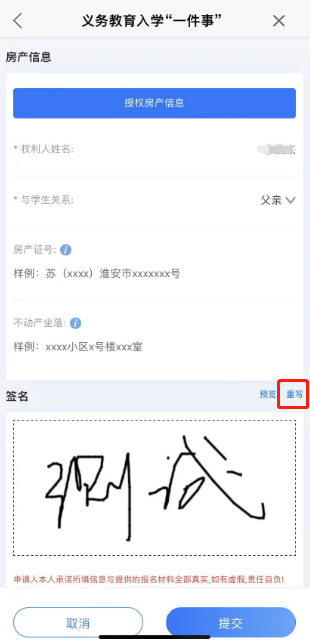 义务教育入学“一件事”
房产信息
授权房产信息
* 权利人姓名:
* 与学生关系: 父亲
房产证号:
样例：苏（xxxx）淮安市xxxxxxx号
不动产坐落:
样例：xxxx小区x号楼xxx室
签名 预览 重写
测试
申请人本人承诺所填信息与提供的报名材料全部真实,如有虚假,责任自负!
取消 提交